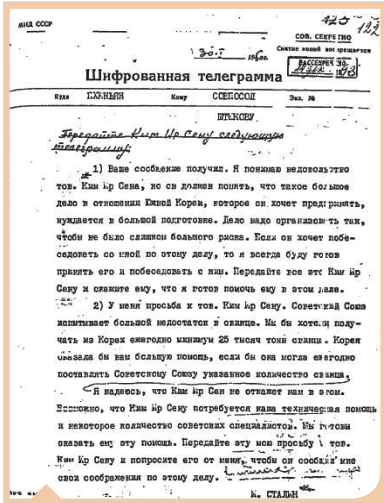 МИД СССР
122
СОВ. СЕКРЕТНО
Снятие копий воспрещается
30.I
Шифрованная телеграмма
Куда ПХЕНЬЯН Кому СОВПОСОЛ Экз. №
ШТЫКОВУ.
Передайте Ким Ир Сену следующую
телеграмму:
1) Ваше сообщение получил. Я понимаю недовольство
тов. Ким Ир Сена, но он должен понять, что такое большое
дело в отношении Южной Кореи, которое он хочет предпринять,
нуждается в большой подготовке. Дело надо организовать так,
чтобы не было слишком большого риска. Если он хочет побе-
седовать со мной по этому делу, то я всегда буду готов
принять его и побеседовать с ним. Передайте все это Ким Ир
Сену и скажите ему, что я готов помочь ему в этом деле.
2) У меня просьба к тов. Ким Ир Сену. Советский Союз
испытывает большой недостаток в свинце. Мы бы хотели полу-
чать из Кореи ежегодно минимум 25 тысяч тонн свинца. Корея
оказала бы нам большую помощь, если бы она могла ежегодно
поставлять Советскому Союзу указанное количество свинца.
Я надеюсь, что Ким Ир Сен не откажет нам в этом.
Возможно, что Ким Ир Сену потребуется наша техническая помощь
и некоторое количество советских специалистов. Мы готовы
оказать ему эту помощь. Передайте эту мою просьбу тов.
Ким Ир Сену и попросите его от меня, чтобы он сообщил мне
свои соображения по этому делу.
И. СТАЛИН